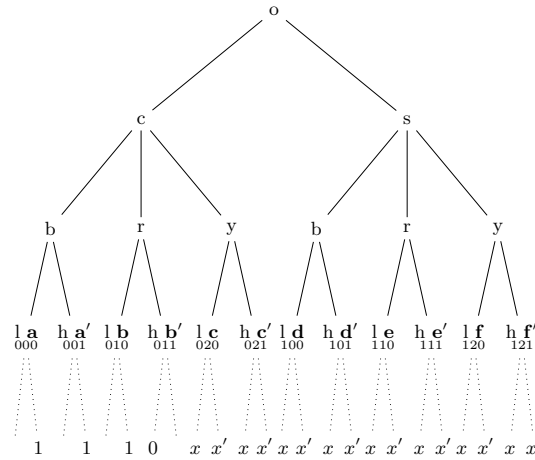 o
c s
b r y b r y
l a h a′ l b h b′ l c h c′ l d h d′ l e h e′ l f h f′
000 001 010 011 020 021 100 101 110 111 120 121
1 1 1 0 x x′ x x′ x x′ x x′ x x′ x x′ x x′ x x